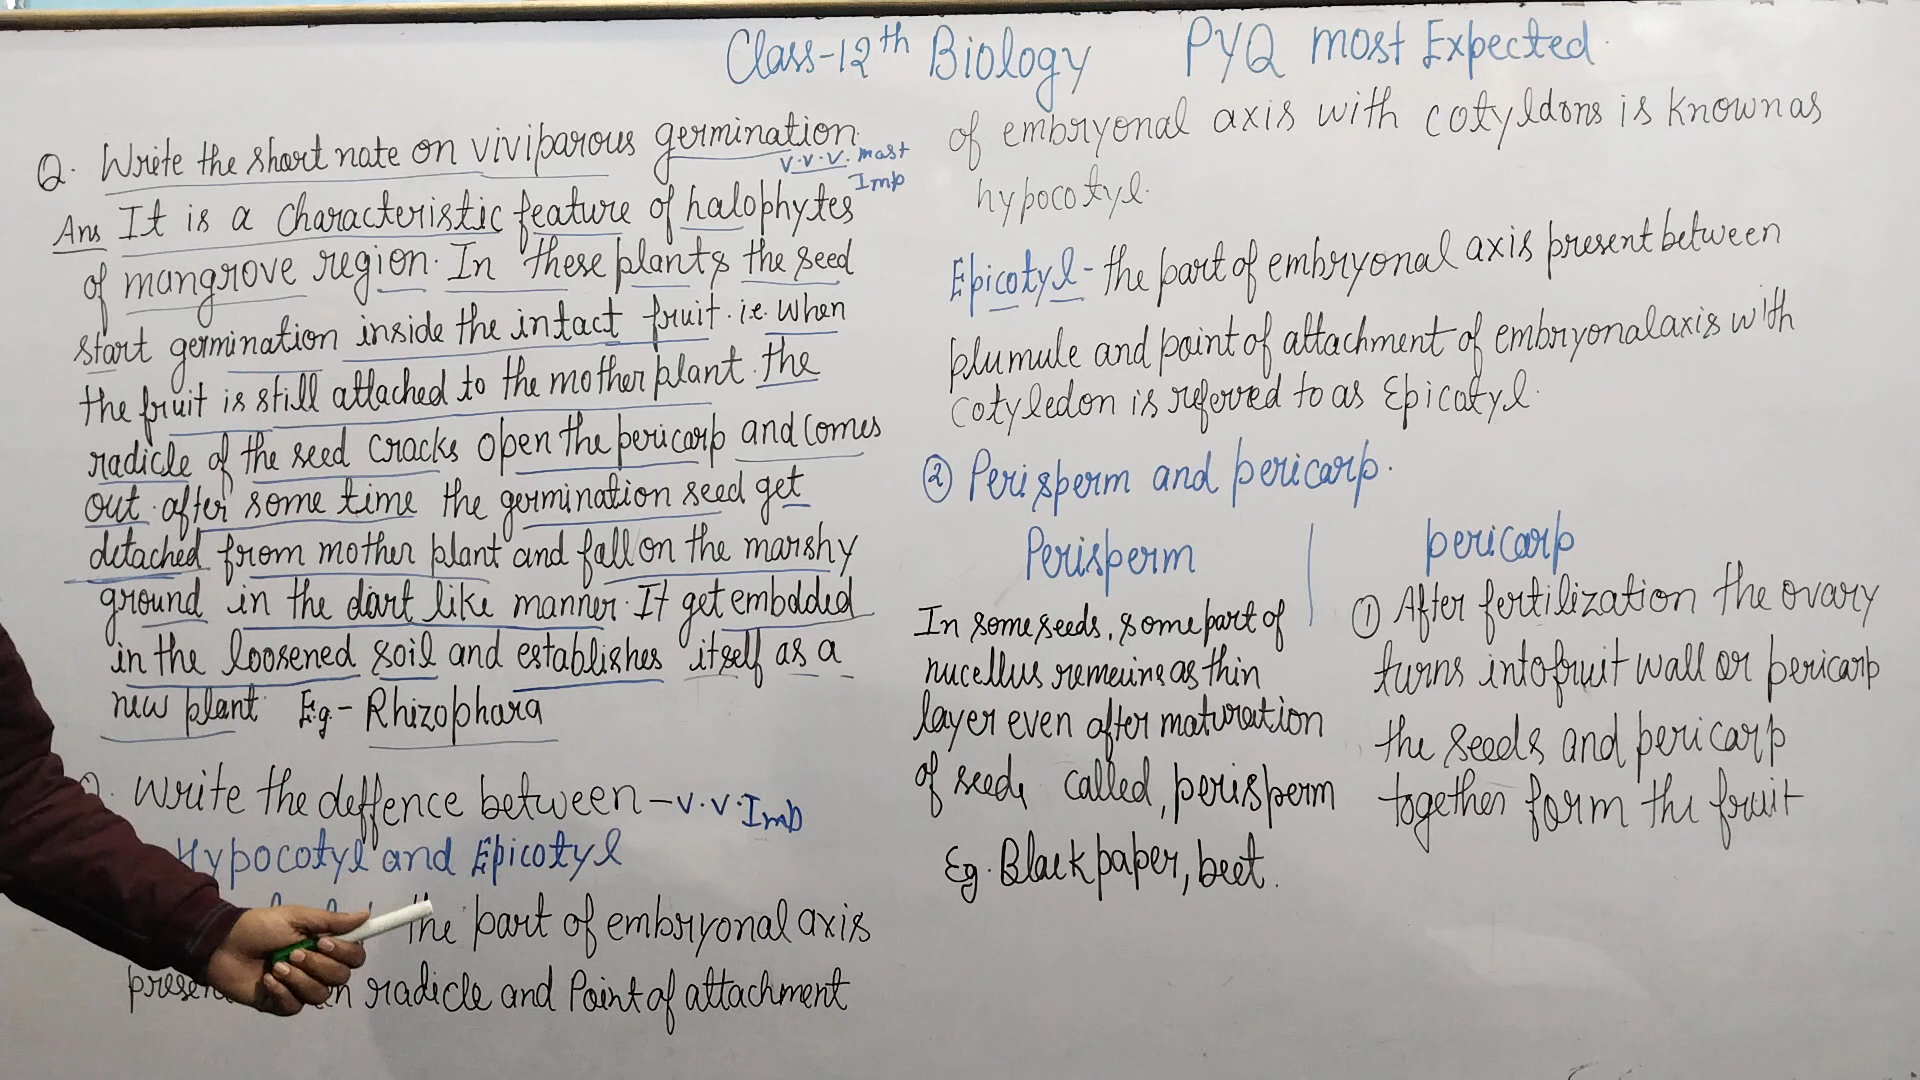 Class-12th Biology PYQ most Expected
Q. Write the short nate on viviparous germination
v.v.v. mast
Imp
Ans It is a characteristic feature of halophytes
of mangrove region. In these plants the seed
start germination inside the intact fruit. i.e. when
the fruit is still attached to the mother plant. the
radicle of the seed cracks open the pericarp and comes
out. after some time the germination seed get
detached from mother plant and fall on the marshy
ground in the dart like manner. It get embdded
in the loosened soil and establishes itself as a
new plant Eg.- Rhizophara
Write the deffence between - v.v.Imp
Hypocotyl and Epicotyl
the part of embryonal axis
radicle and Point of attachment
of embryonal axis with cotyldons is known as
hypocotyl.
Epicotyl - the part of embryonal axis present between
plumule and point of attachment of embryonal axis with
cotyledon is referred to as Epicotyl.
② Perisperm and pericarp.
Perisperm
In some seeds, some part of
nucellus remeins as thin
layer even after maturation
of seeds called, perisperm
Eg. Black paper, beet.
pericarp
① After fertilization the ovary
turns into fruit wall or pericarp
the seeds and pericarp
together form the fruit